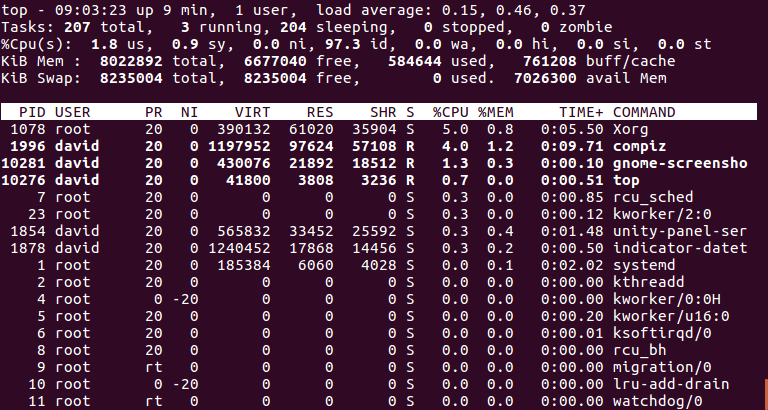 top - 09:03:23 up 9 min,  1 user,  load average: 0.15, 0.46, 0.37
Tasks: 207 total,   3 running, 204 sleeping,   0 stopped,   0 zombie
%Cpu(s):  1.8 us,  0.9 sy,  0.0 ni, 97.3 id,  0.0 wa,  0.0 hi,  0.0 si,  0.0 st
KiB Mem :  8022892 total,  6677040 free,   584644 used,   761208 buff/cache
KiB Swap:  8235004 total,  8235004 free,        0 used.  7026300 avail Mem
  PID USER      PR  NI    VIRT    RES    SHR S  %CPU %MEM     TIME+ COMMAND
 1078 root      20   0  390132  61020  35904 S   5.0  0.8   0:05.50 Xorg
 1996 david     20   0 1197952  97624  57108 R   4.0  1.2   0:09.71 compiz
10281 david     20   0  430076  21892  18512 R   1.3  0.3   0:00.10 gnome-screensho
10276 david     20   0   41800   3808   3236 R   0.7  0.0   0:00.51 top
    7 root      20   0       0      0      0 S   0.3  0.0   0:00.85 rcu_sched
   23 root      20   0       0      0      0 S   0.3  0.0   0:00.12 kworker/2:0
 1854 david     20   0  565832  33452  25592 S   0.3  0.4   0:01.48 unity-panel-ser
 1878 david     20   0 1240452  17868  14456 S   0.3  0.2   0:00.50 indicator-datet
    1 root      20   0  185384   6060   4028 S   0.0  0.1   0:02.02 systemd
    2 root      20   0       0      0      0 S   0.0  0.0   0:00.00 kthreadd
    4 root       0 -20       0      0      0 S   0.0  0.0   0:00.00 kworker/0:0H
    5 root      20   0       0      0      0 S   0.0  0.0   0:00.20 kworker/u16:0
    6 root      20   0       0      0      0 S   0.0  0.0   0:00.01 ksoftirqd/0
    8 root      20   0       0      0      0 S   0.0  0.0   0:00.00 rcu_bh
    9 root      rt   0       0      0      0 S   0.0  0.0   0:00.00 migration/0
   10 root       0 -20       0      0      0 S   0.0  0.0   0:00.00 lru-add-drain
   11 root      rt   0       0      0      0 S   0.0  0.0   0:00.00 watchdog/0